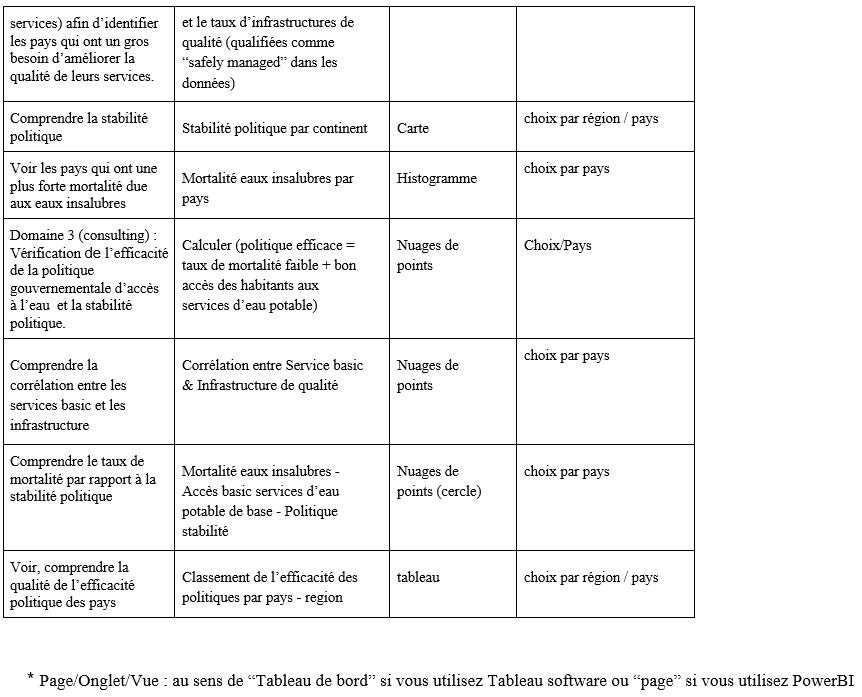 services) afin d’identifier
les pays qui ont un gros
besoin d’améliorer la
qualité de leurs services.
et le taux d’infrastructures de
qualité (qualifiées comme
“safely managed” dans les
données)
Comprendre la stabilité
politique
Stabilité politique par continent
Carte
choix par région / pays
Voir les pays qui ont une
plus forte mortalité due
aux eaux insalubres
Mortalité eaux insalubres par
pays
Histogramme
choix par pays
Domaine 3 (consulting) :
Vérification de l’efficacité
de la politique
gouvernementale d’accès
à l’eau et la stabilité
politique.
Calculer (politique efficace =
taux de mortalité faible + bon
accès des habitants aux
services d’eau potable)
Nuages de
points
Choix/Pays
Comprendre la
corrélation entre les
services basic et les
infrastructure
Corrélation entre Service basic
& Infrastructure de qualité
Nuages de
points
choix par pays
Comprendre le taux de
mortalité par rapport à la
stabilité politique
Mortalité eaux insalubres -
Accès basic services d’eau
potable de base - Politique
stabilité
Nuages de
points (cercle)
choix par pays
Voir, comprendre la
qualité de l’efficacité
politique des pays
Classement de l’efficacité des
politiques par pays - region
tableau
choix par région / pays
* Page/Onglet/Vue : au sens de “Tableau de bord” si vous utilisez Tableau software ou “page” si vous utilisez PowerBI